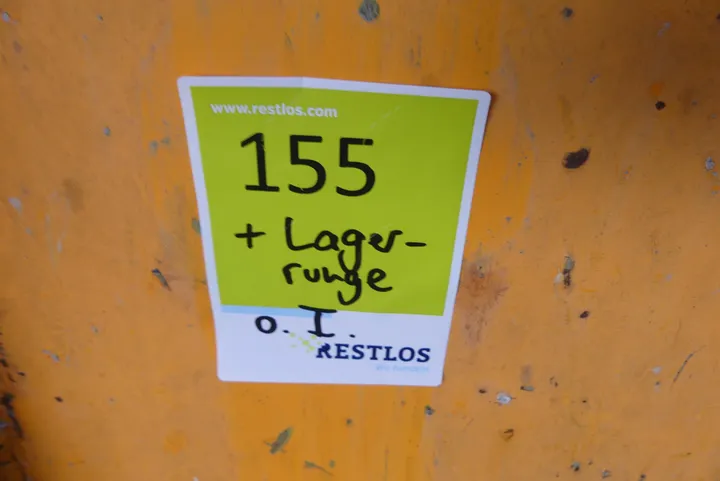 www.restlos.com
155
+ Lager-
runge
o. I.
RESTLOS